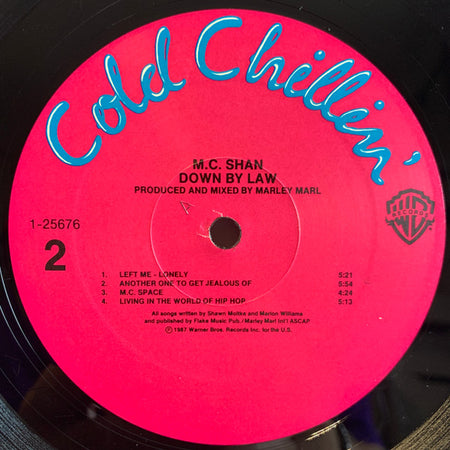 Cold Chillin'
M.C. SHAN
DOWN BY LAW
PRODUCED AND MIXED BY MARLEY MARL
1-25676
WB
RECORDS
2
1. LEFT ME - LONELY 5:21
2. ANOTHER ONE TO GET JEALOUS OF 5:54
3. M.C. SPACE 4:24
4. LIVING IN THE WORLD OF HIP HOP 5:13
All songs written by Shawn Moltke and Marlon Williams
and published by Flake Music Pub./Marley Marl Int'l ASCAP
℗1987 Warner Bros. Records Inc. for the U.S.